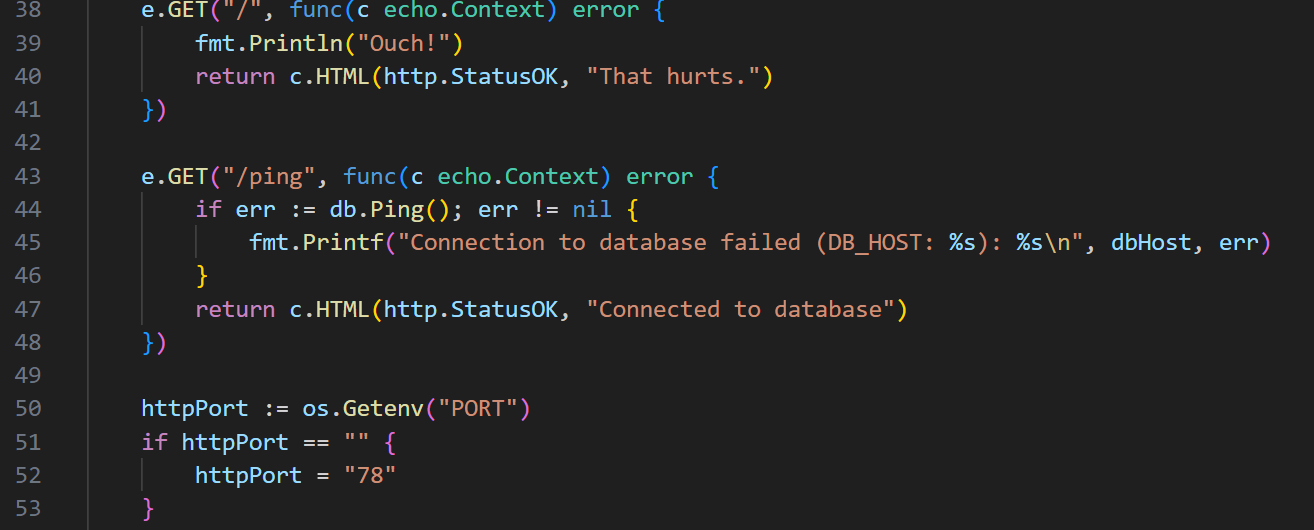 38 e.GET("/", func(c echo.Context) error {
39 fmt.Println("Ouch!")
40 return c.HTML(http.StatusOK, "That hurts.")
41 })
42
43 e.GET("/ping", func(c echo.Context) error {
44 if err := db.Ping(); err != nil {
45 fmt.Printf("Connection to database failed (DB_HOST: %s): %s\n", dbHost, err)
46 }
47 return c.HTML(http.StatusOK, "Connected to database")
48 })
49
50 httpPort := os.Getenv("PORT")
51 if httpPort == "" {
52 httpPort = "78"
53 }